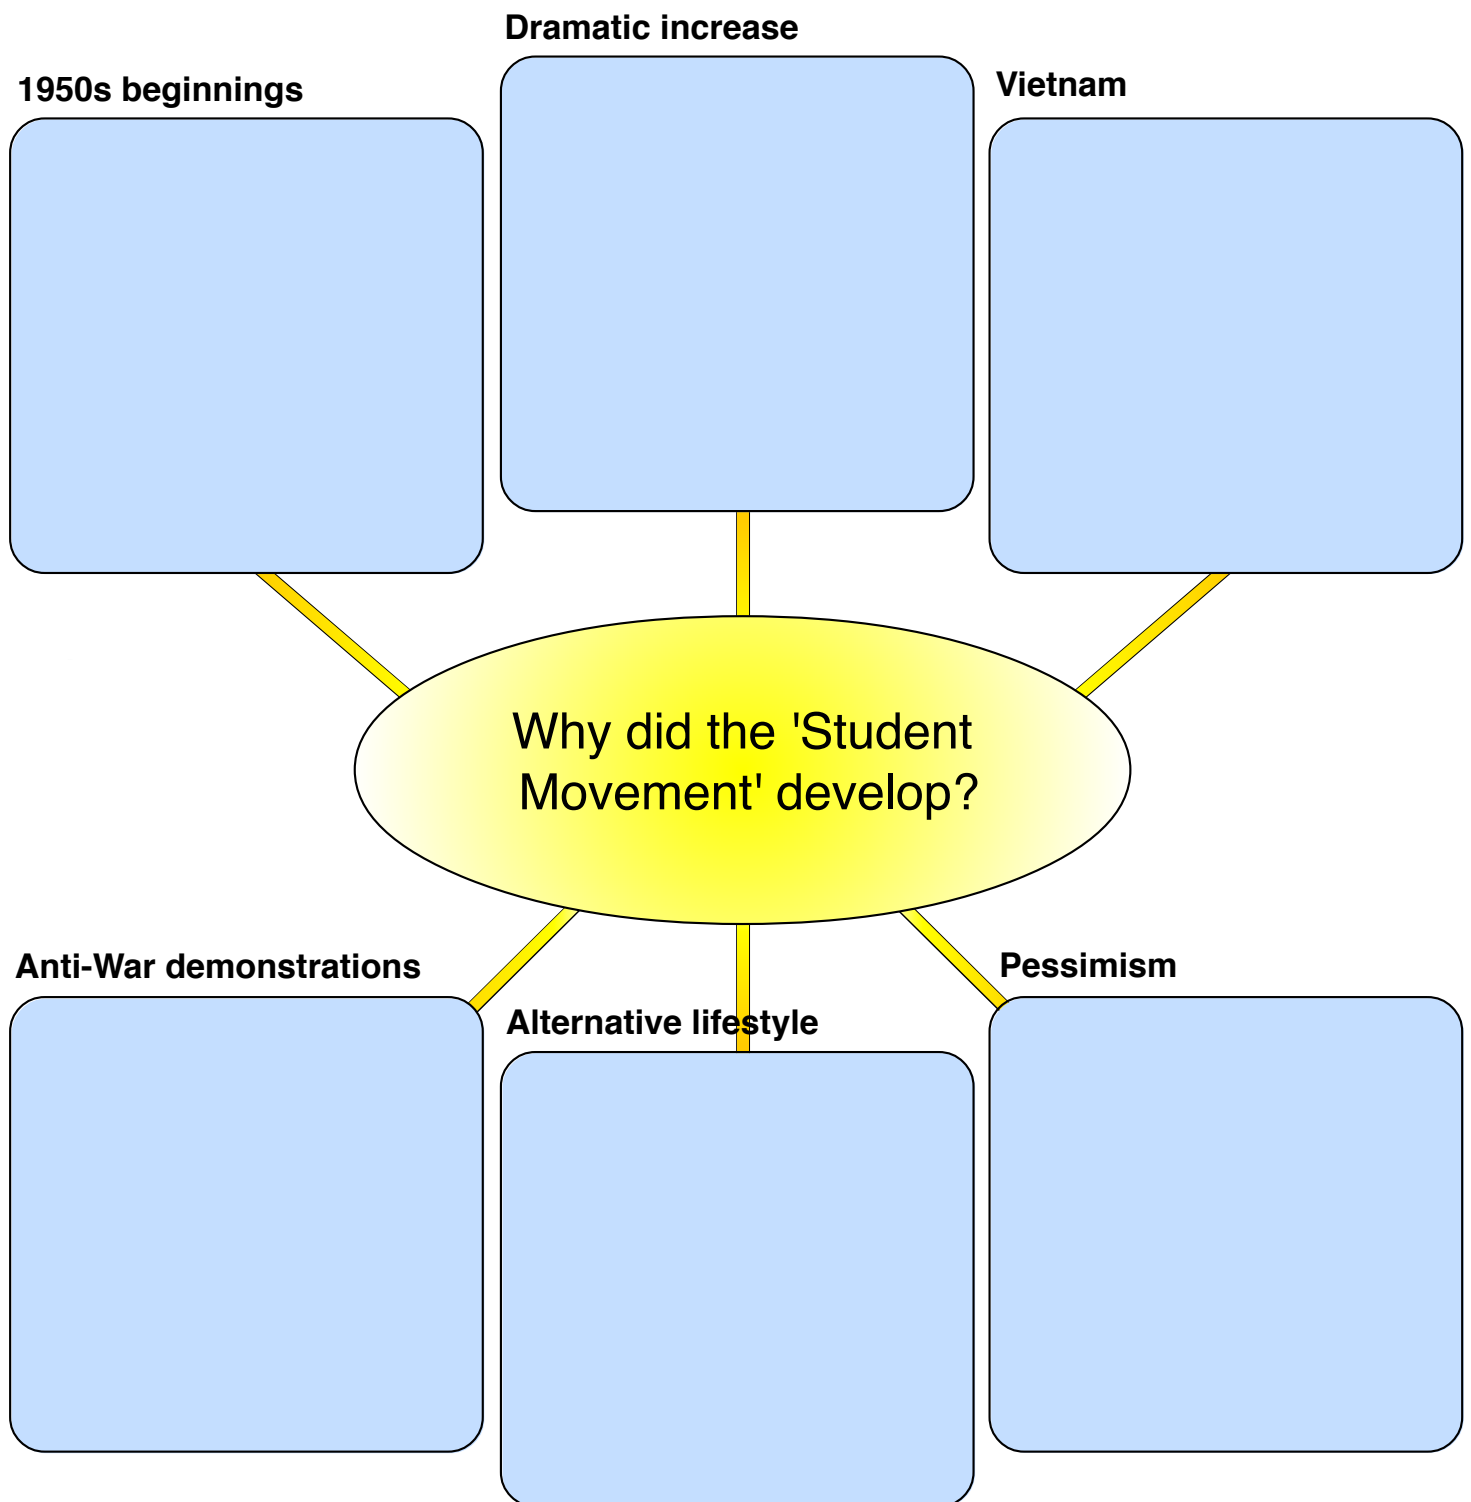 Dramatic increase
1950s beginnings
Vietnam
Why did the 'Student
Movement' develop?
Anti-War demonstrations
Pessimism
Alternative lifestyle